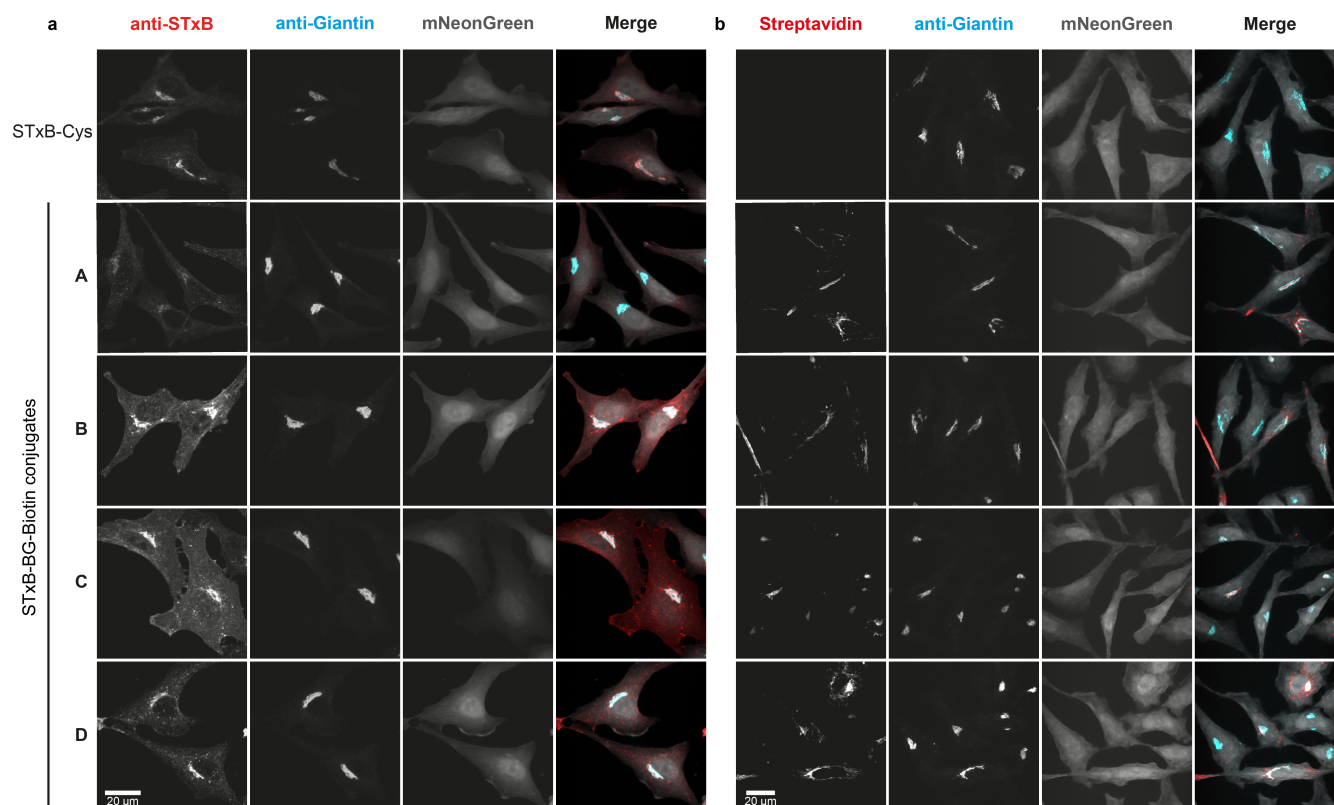 a anti-STxB anti-Giantin mNeonGreen Merge b Streptavidin anti-Giantin mNeonGreen Merge
STxB-Cys
A
B
C
D
STxB-BG-Biotin conjugates
20 µm 20 µm